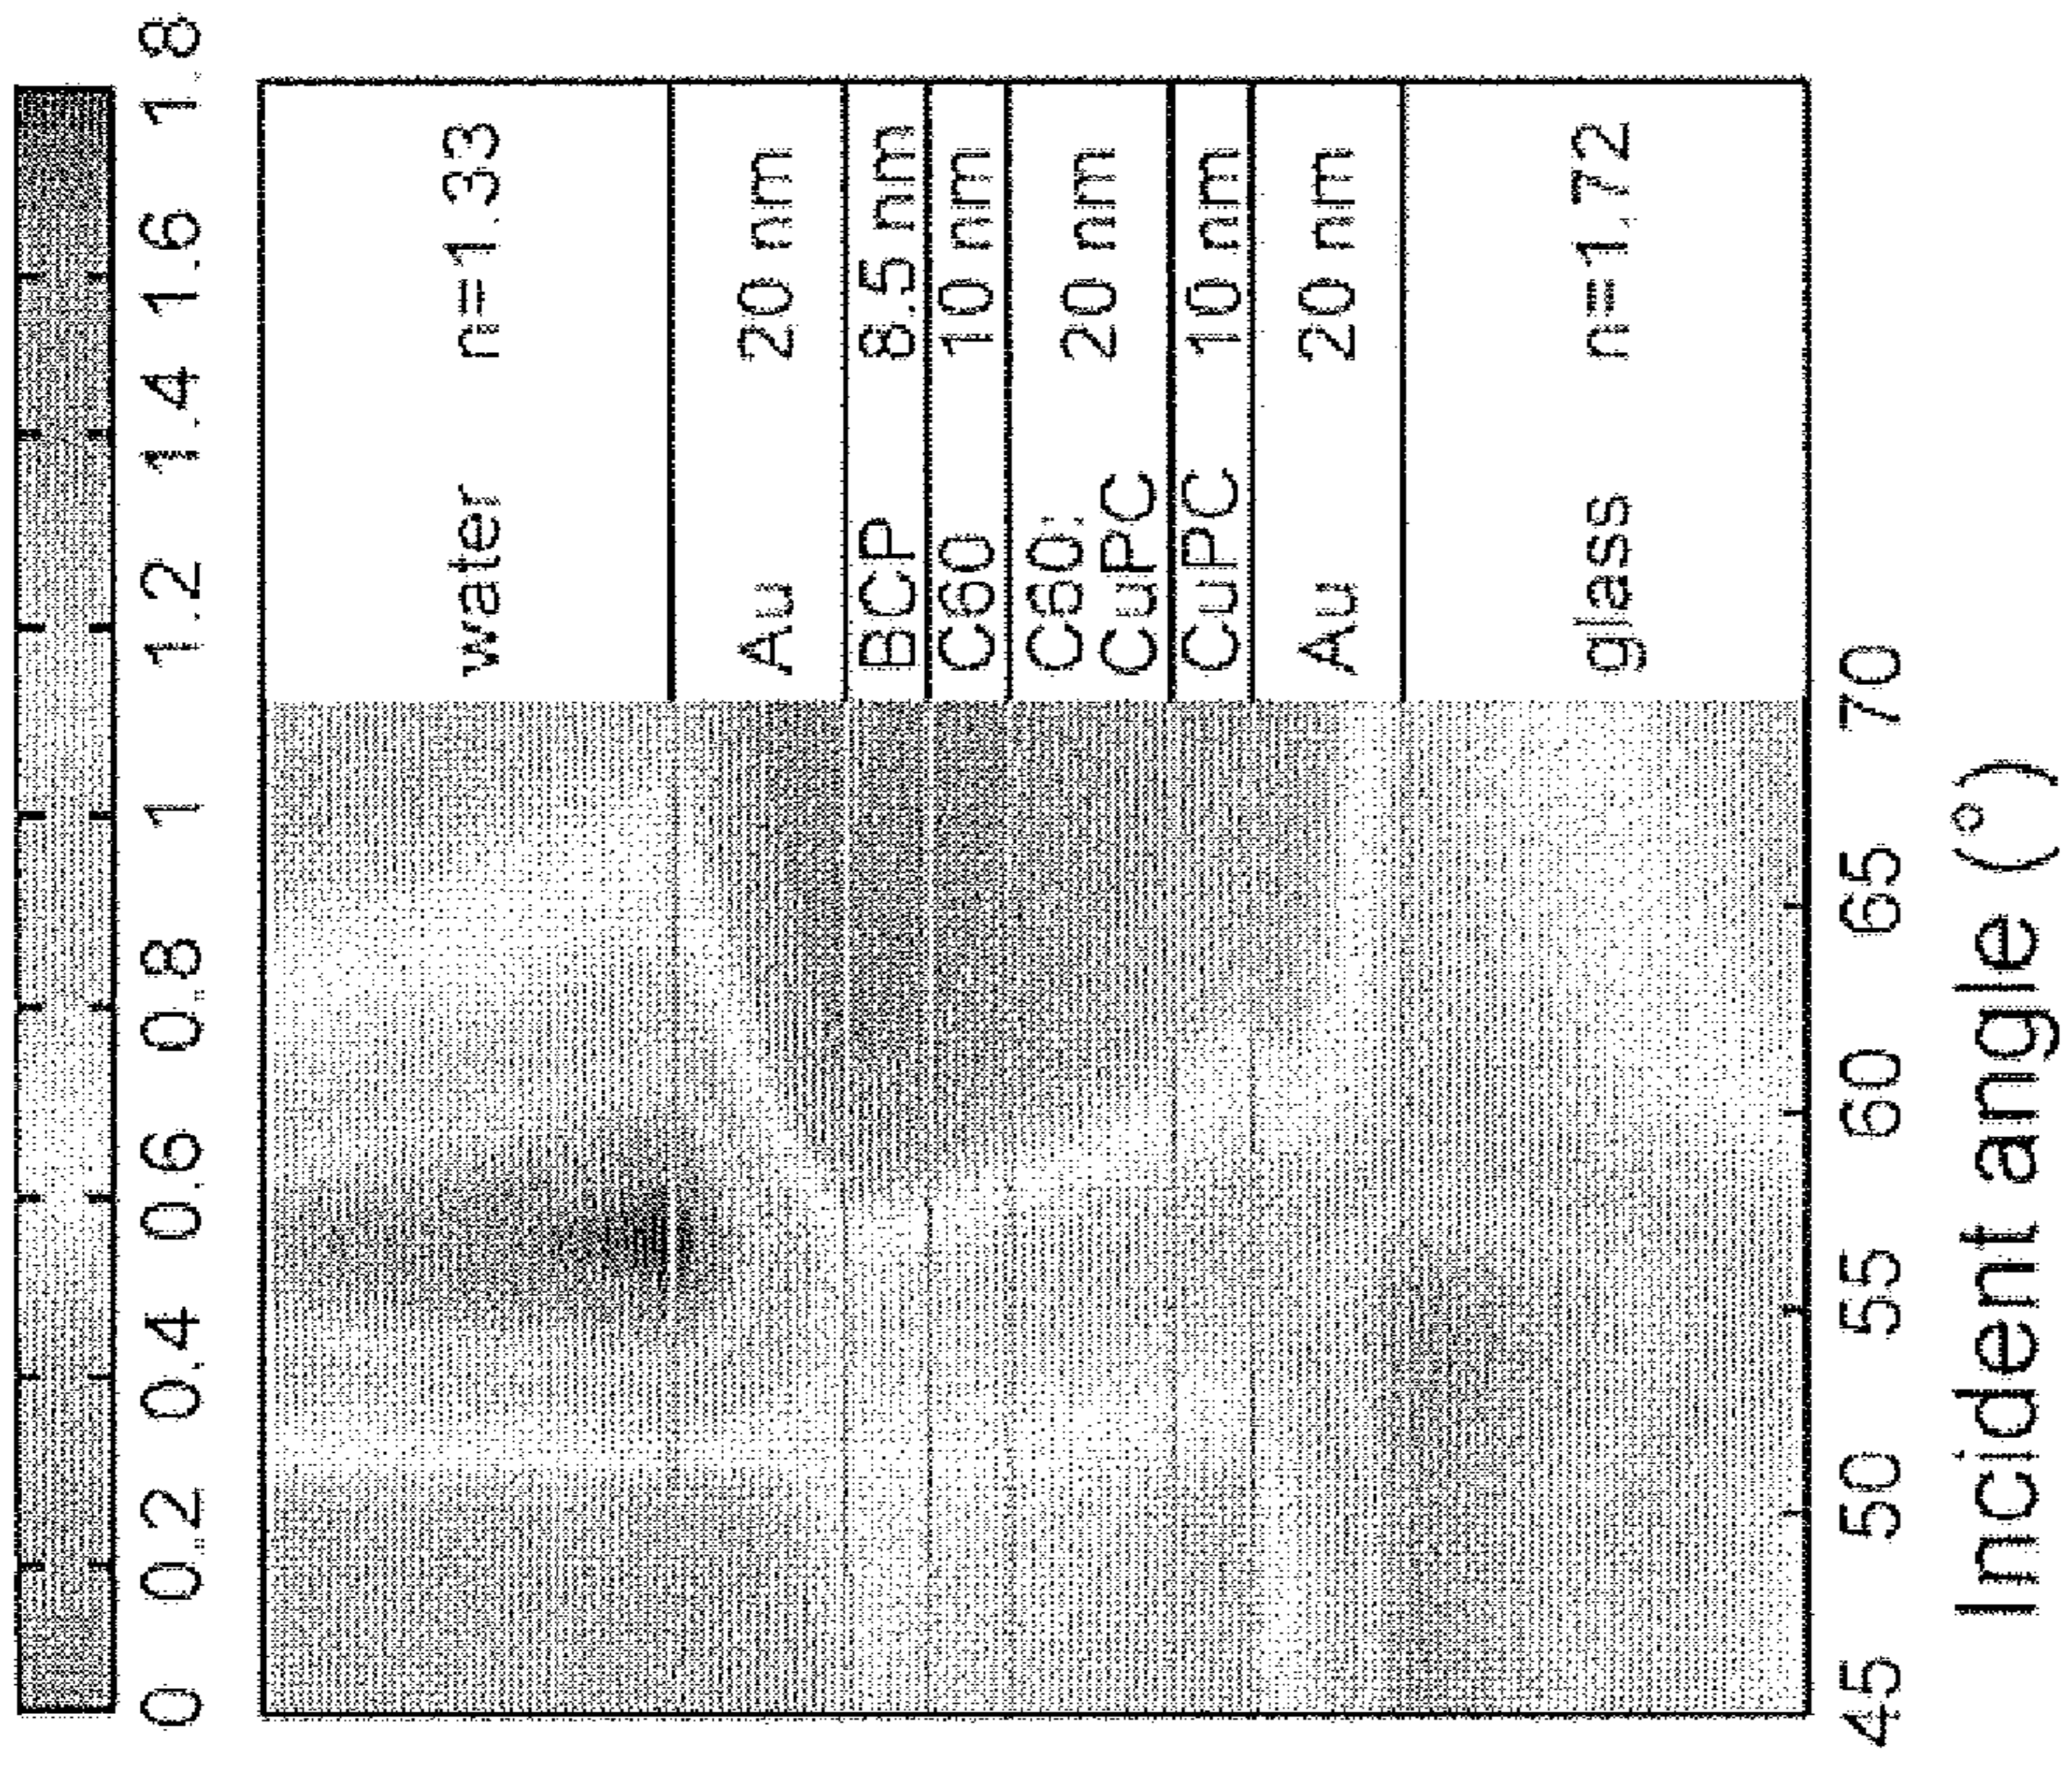 0 0.2 0.4 0.6 0.8 1 1.2 1.4 1.6 1.8
water n=1.33
Au 20 nm
BCP 8.5 nm
C60 10 nm
C60:
CuPC 20 nm
CuPC 10 nm
Au 20 nm
glass n=1.72
45 50 55 60 65 70
Incident angle (°)